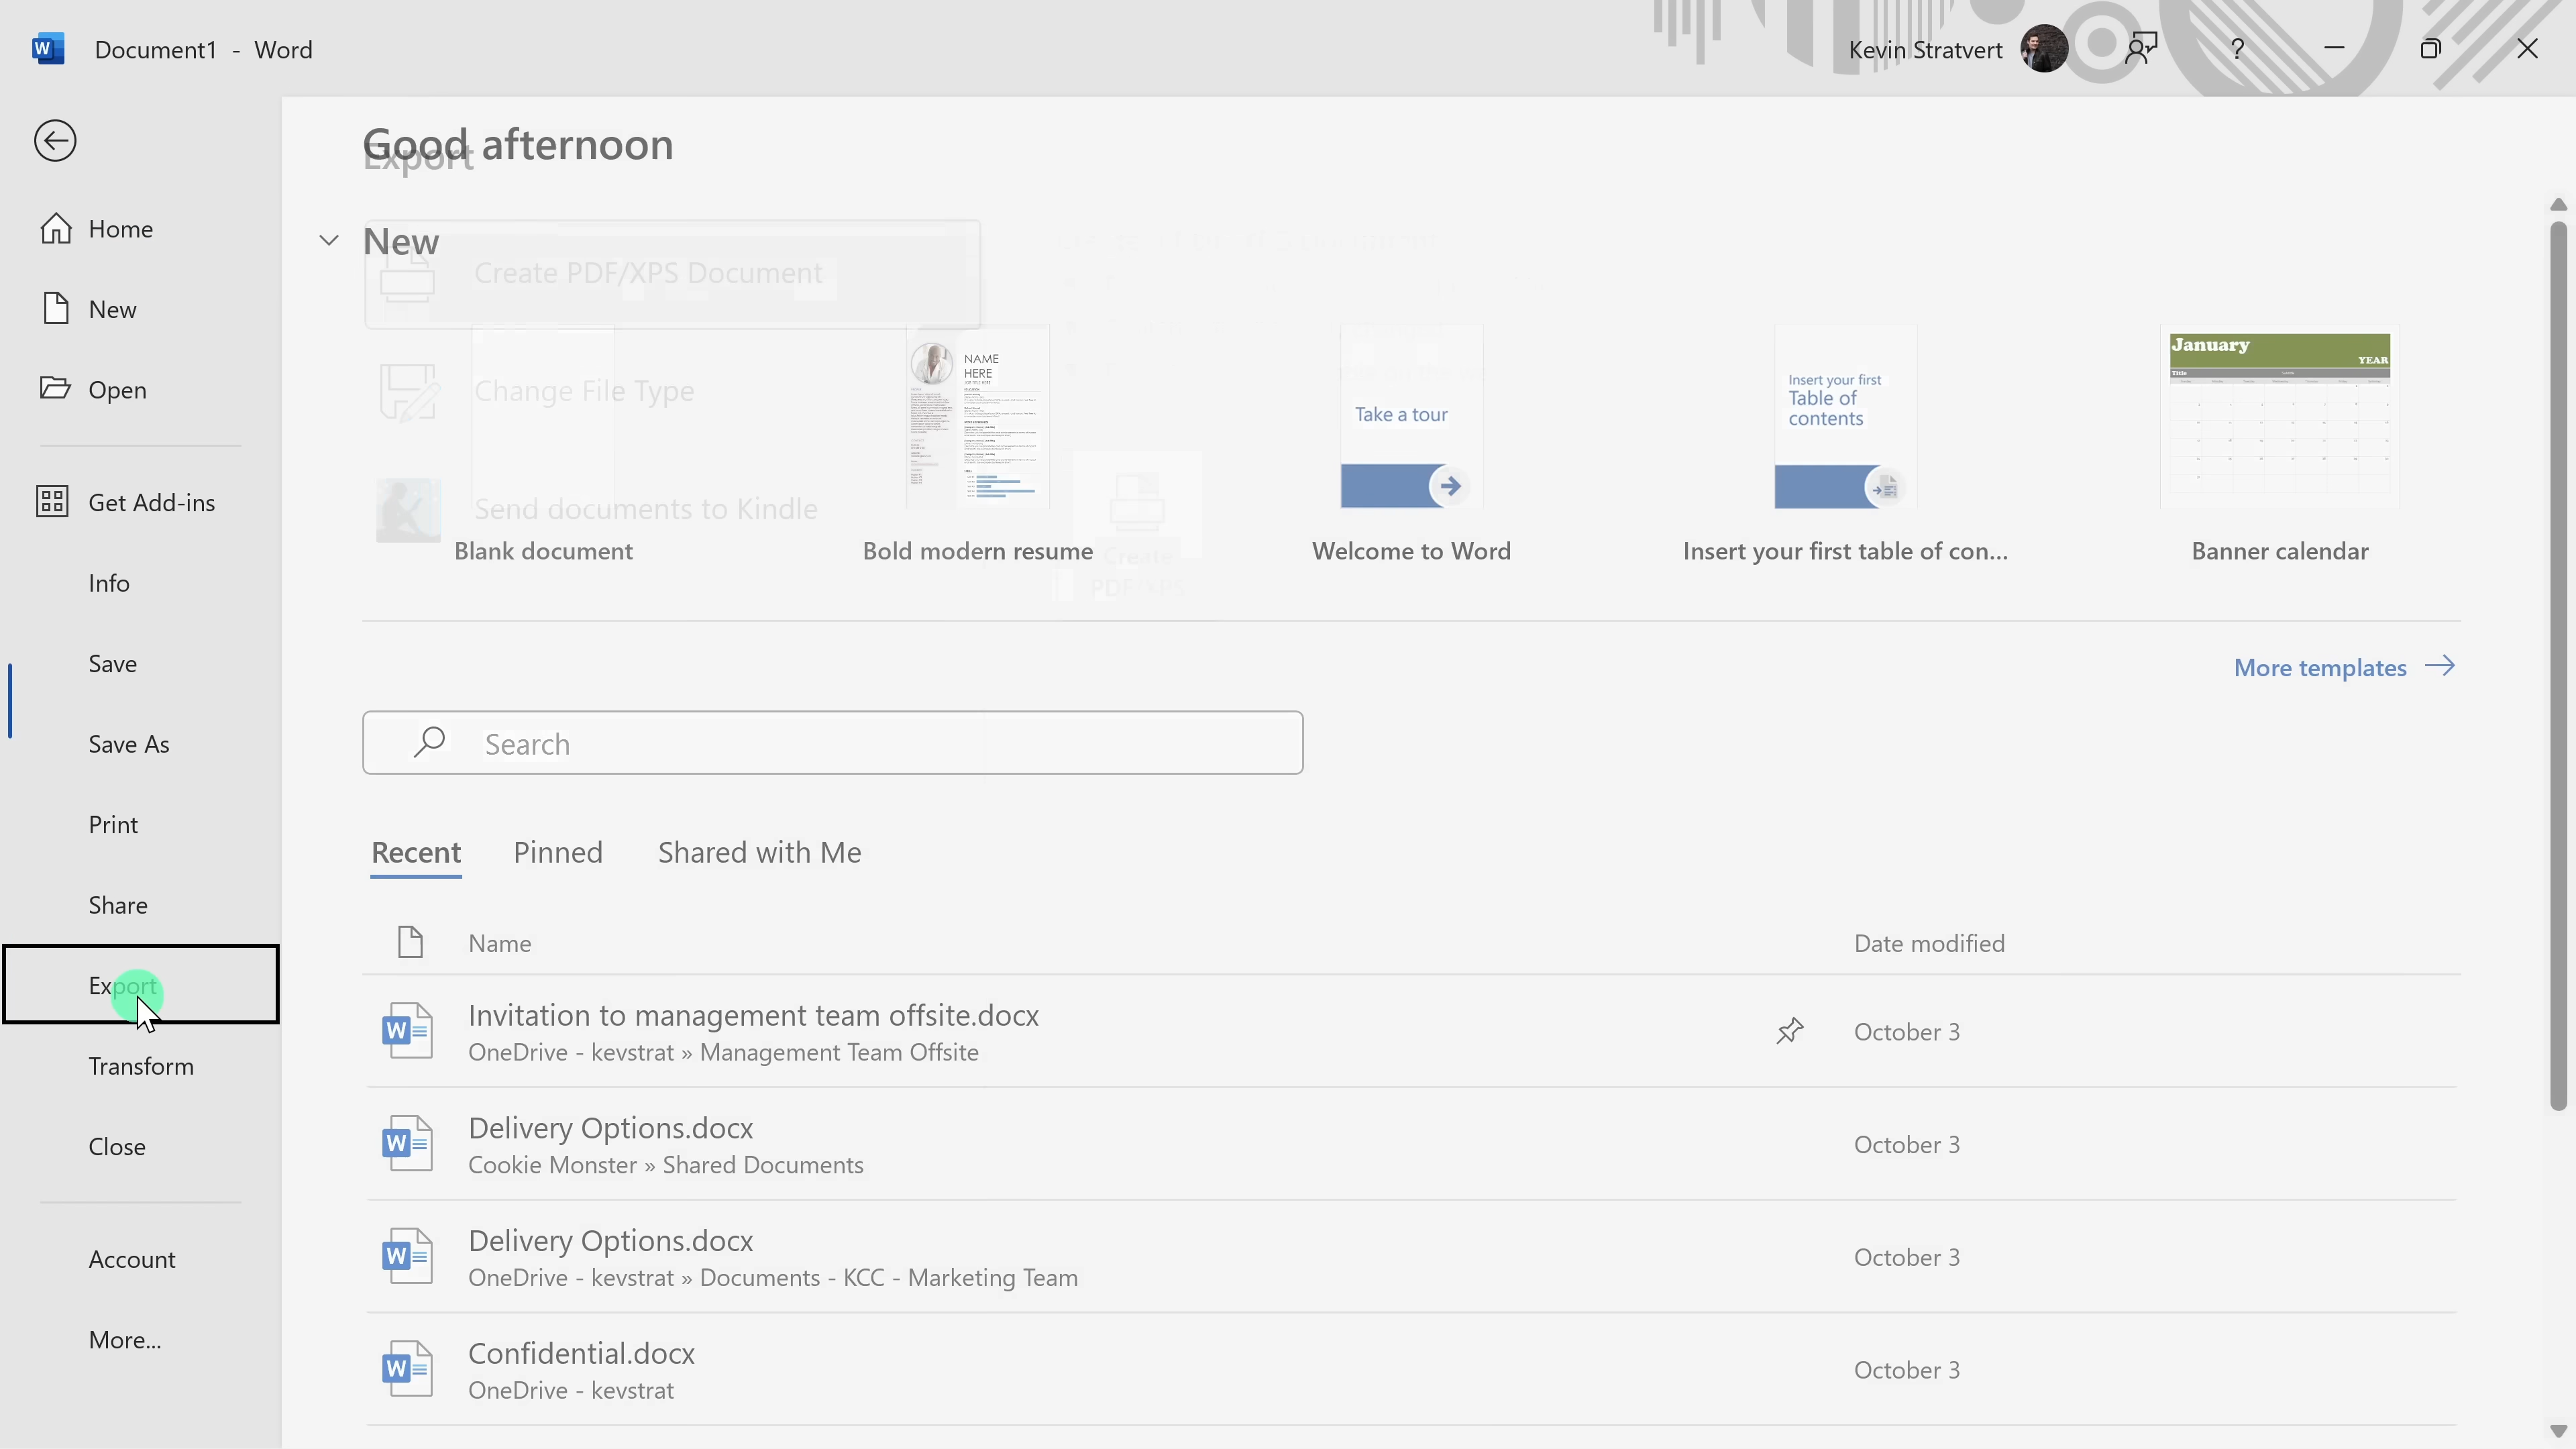 W Document1 - Word
Kevin Stratvert
?
Home
New
Open
Get Add-ins
Info
Save
Save As
Print
Share
Export
Transform
Close
Account
More...
Good afternoon
Export
New
Create PDF/XPS Document
Change File Type
Send documents to Kindle
Create
PDF/XPS
Blank document
NAME
HERE
Bold modern resume
Take a tour
Welcome to Word
Insert your first
Table of
contents
Insert your first table of con...
January
YEAR
Title
Banner calendar
More templates
Search
Recent Pinned Shared with Me
Name Date modified
W Invitation to management team offsite.docx October 3
OneDrive - kevstrat » Management Team Offsite
W Delivery Options.docx October 3
Cookie Monster » Shared Documents
W Delivery Options.docx October 3
OneDrive - kevstrat » Documents - KCC - Marketing Team
W Confidential.docx October 3
OneDrive - kevstrat